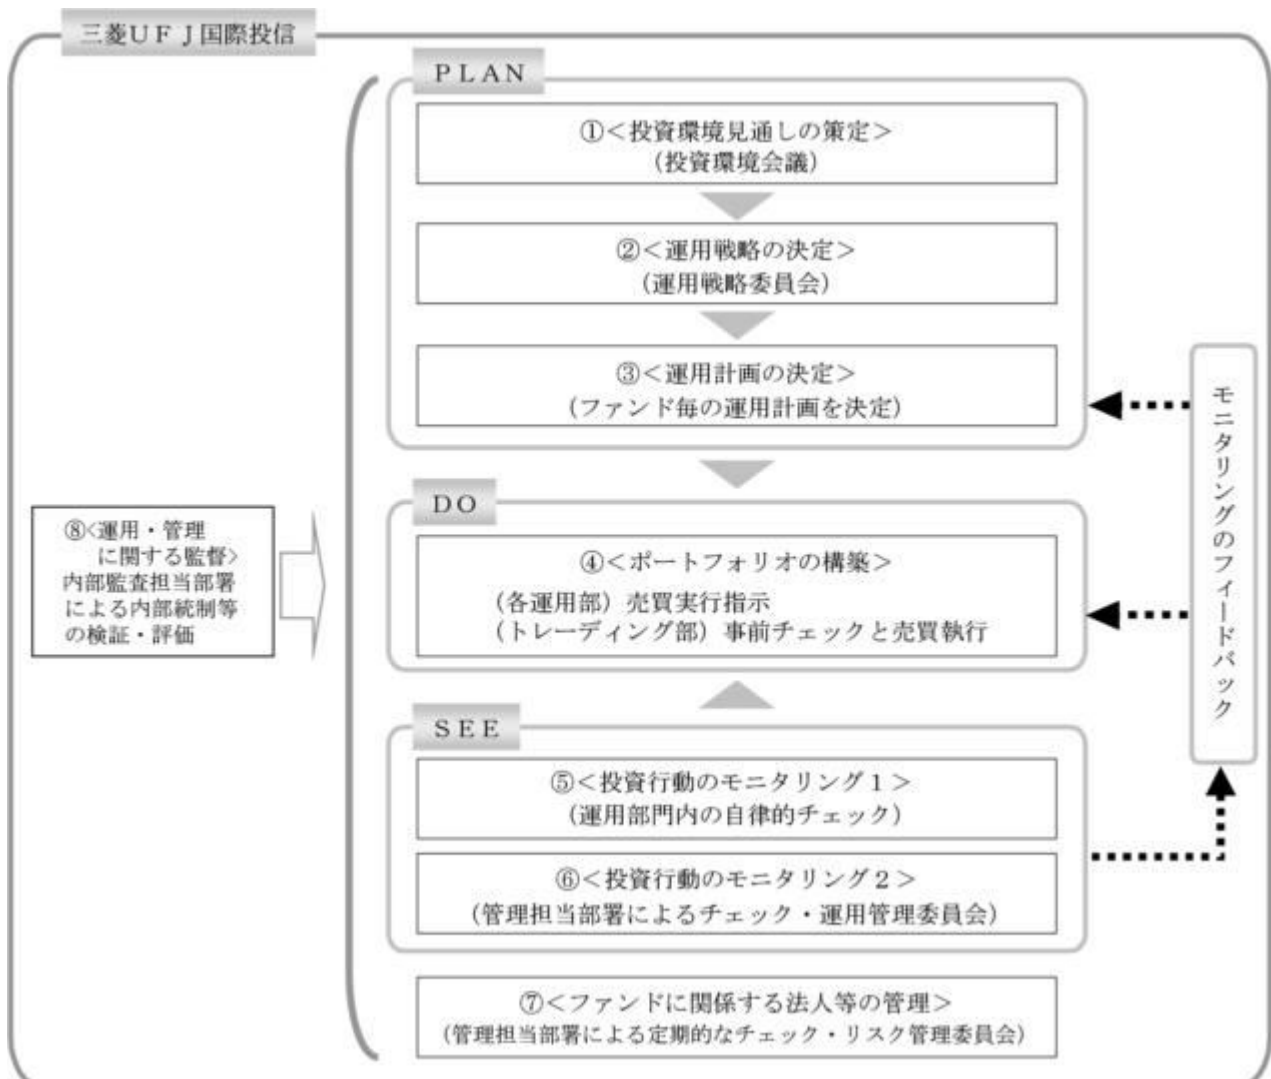 三菱ＵＦＪ国際投信
ＰＬＡＮ
①＜投資環境見通しの策定＞
（投資環境会議）
②＜運用戦略の決定＞
（運用戦略委員会）
③＜運用計画の決定＞
（ファンド毎の運用計画を決定）
ＤＯ
④＜ポートフォリオの構築＞
（各運用部）売買実行指示
（トレーディング部）事前チェックと売買執行
ＳＥＥ
⑤＜投資行動のモニタリング１＞
（運用部門内の自律的チェック）
⑥＜投資行動のモニタリング２＞
（管理担当部署によるチェック・運用管理委員会）
⑦＜ファンドに関係する法人等の管理＞
（管理担当部署による定期的なチェック・リスク管理委員会）
⑧＜運用・管理
に関する監督＞
内部監査担当部署
による内部統制等
の検証・評価
モニタリングのフィードバック